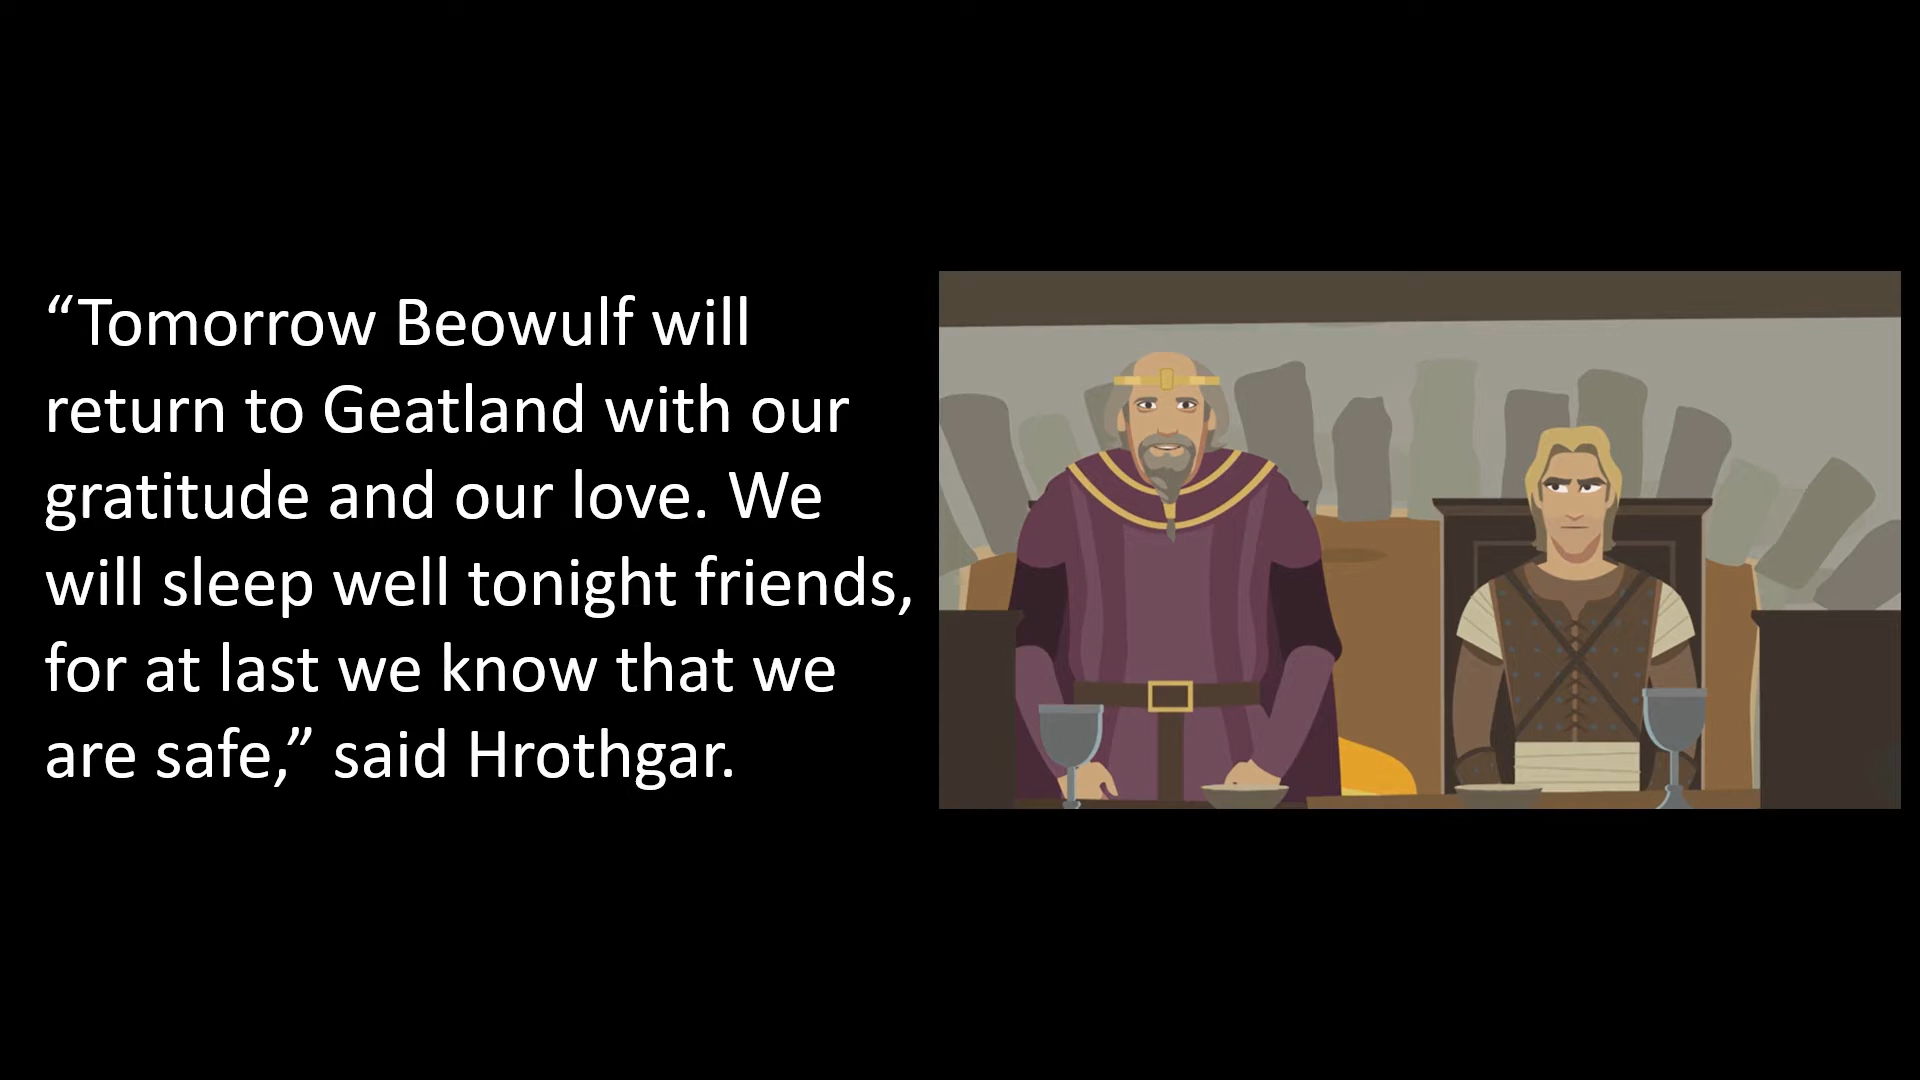 “Tomorrow Beowulf will
return to Geatland with our
gratitude and our love. We
will sleep well tonight friends,
for at last we know that we
are safe,” said Hrothgar.